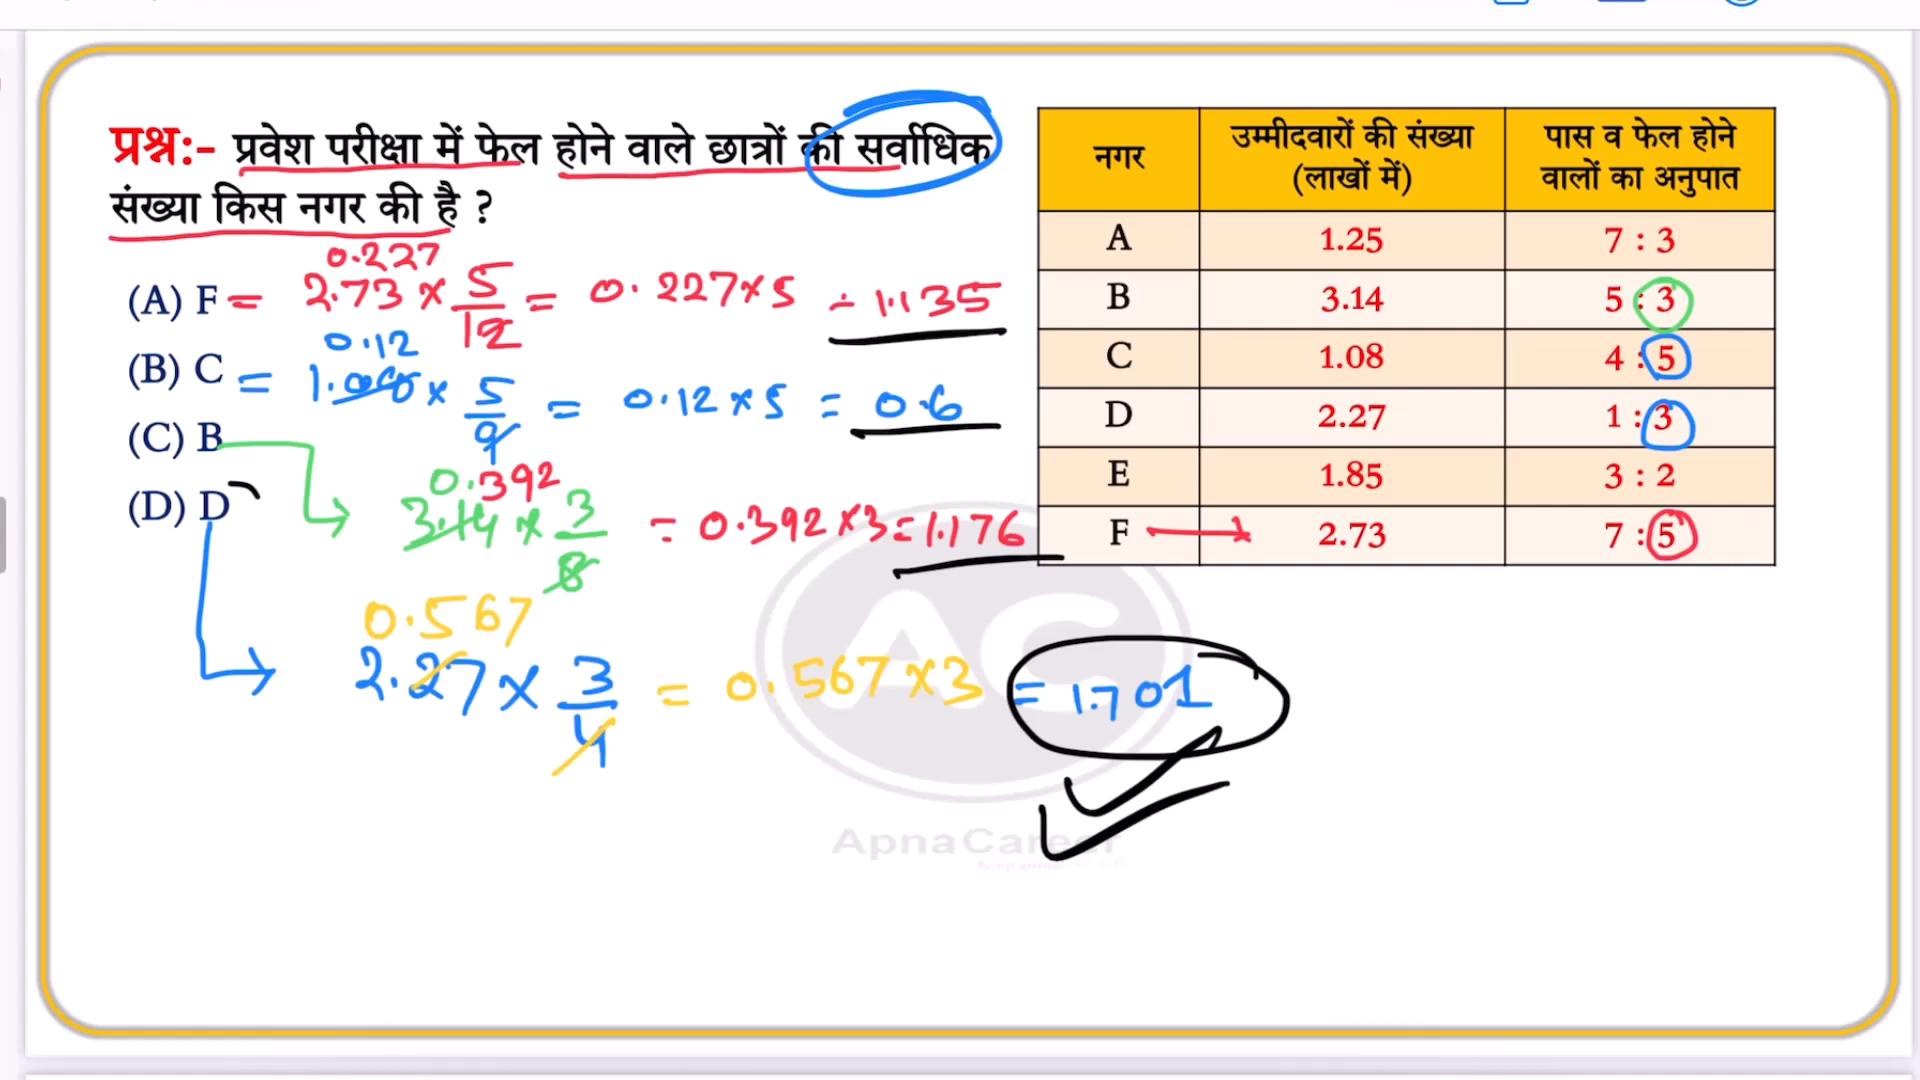 प्रश्न:- प्रवेश परीक्षा में फेल होने वाले छात्रों की सर्वाधिक
संख्या किस नगर की है ?
0.227
(A) F = 2.73 × 5/12 = 0.227×5 = 1.135
0.12
(B) C = 1.08 × 5/9 = 0.12×5 = 0.6
(C) B
0.392
3.14 × 3/8 = 0.392×3=1.176
(D) D
0.567
2.27 × 3/4 = 0.567×3 = 1.701
नगर उम्मीदवारों की संख्या (लाखों में) पास व फेल होने वालों का अनुपात
A 1.25 7 : 3
B 3.14 5 : 3
C 1.08 4 : 5
D 2.27 1 : 3
E 1.85 3 : 2
F 2.73 7 : 5
AC
ApnaCareer